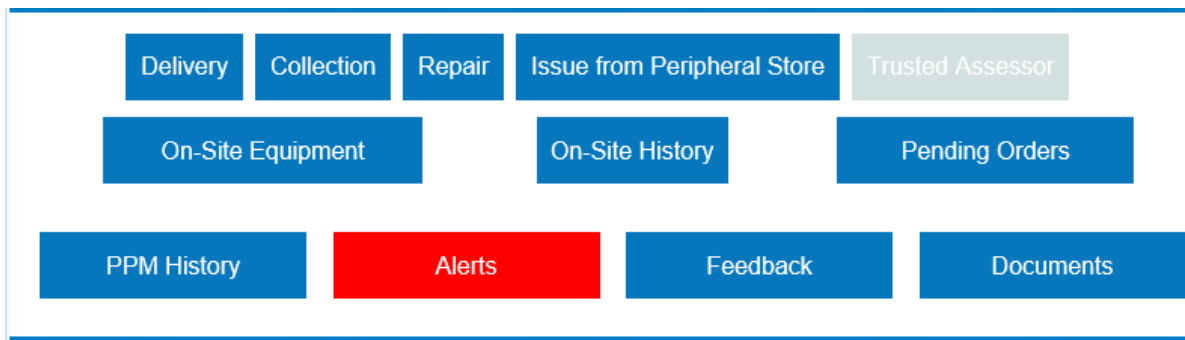 Delivery Collection Repair Issue from Peripheral Store Trusted Assessor
On-Site Equipment On-Site History Pending Orders
PPM History Alerts Feedback Documents